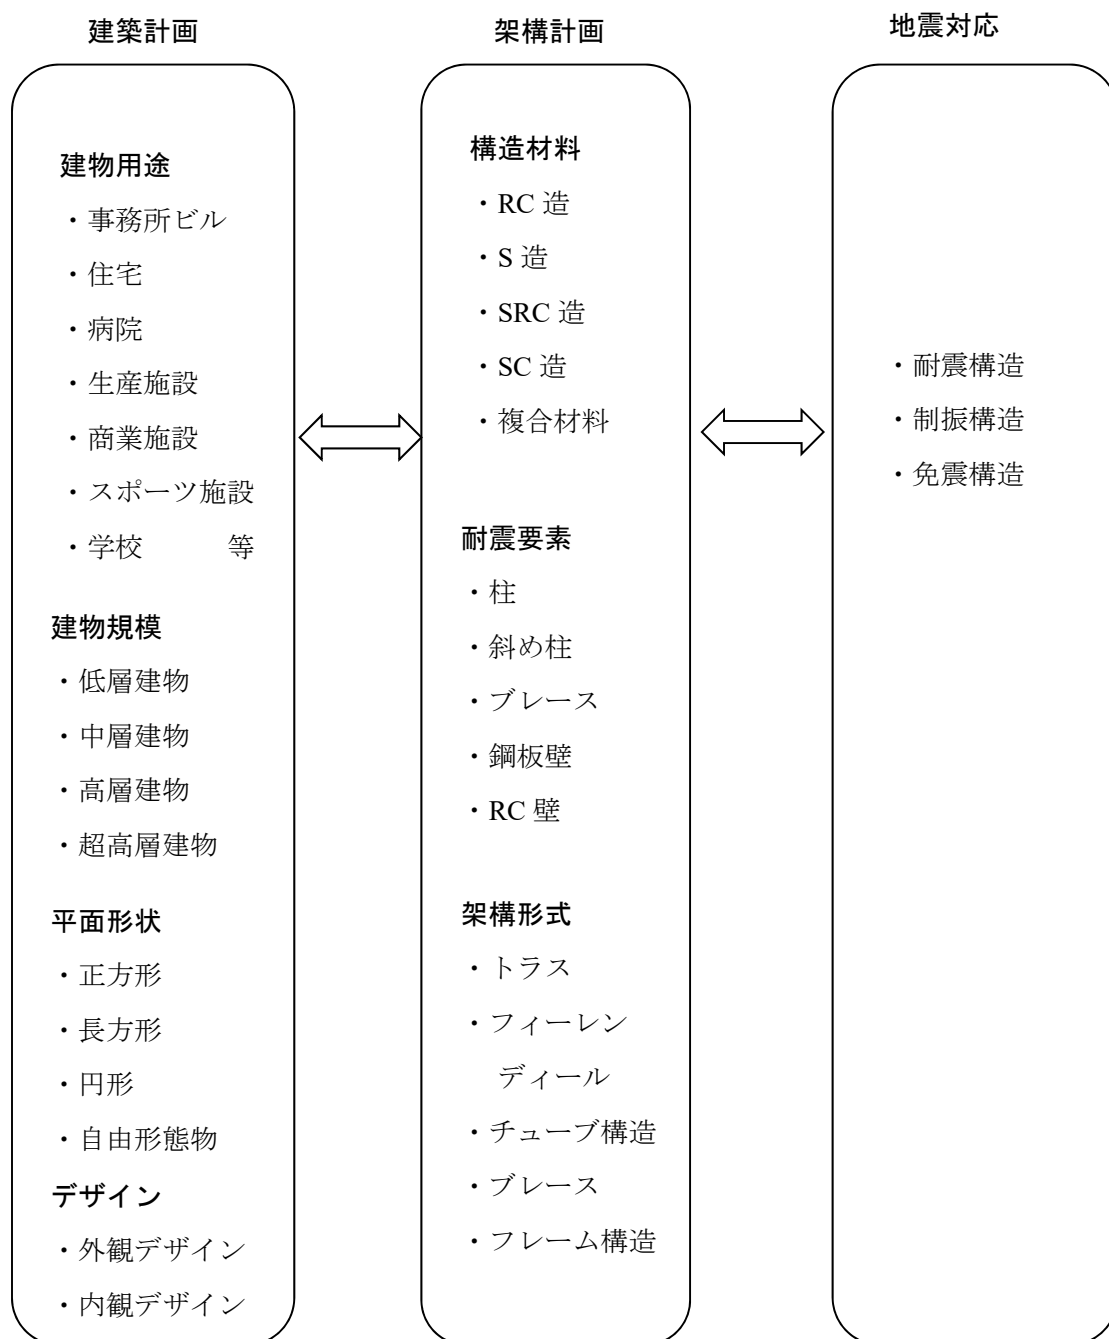 建築計画
建物用途
・事務所ビル
・住宅
・病院
・生産施設
・商業施設
・スポーツ施設
・学校　　　等
建物規模
・低層建物
・中層建物
・高層建物
・超高層建物
平面形状
・正方形
・長方形
・円形
・自由形態物
デザイン
・外観デザイン
・内観デザイン
架構計画
構造材料
・RC 造
・S 造
・SRC 造
・SC 造
・複合材料
耐震要素
・柱
・斜め柱
・ブレース
・鋼板壁
・RC 壁
架構形式
・トラス
・フィーレン
ディール
・チューブ構造
・ブレース
・フレーム構造
地震対応
・耐震構造
・制振構造
・免震構造